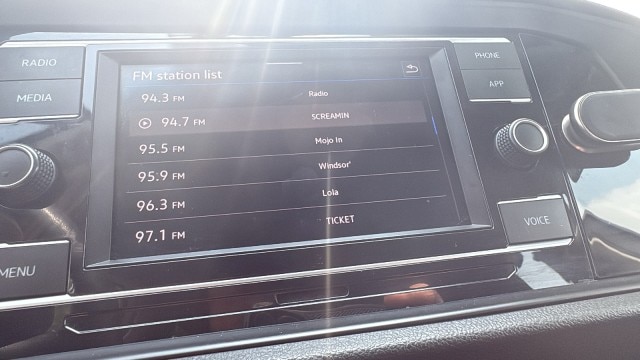 RADIO
MEDIA
MENU
FM station list
94.3 FM Radio
94.7 FM SCREAMIN
95.5 FM Mojo In
95.9 FM Windsor'
96.3 FM Lola
97.1 FM TICKET
PHONE
APP
VOICE